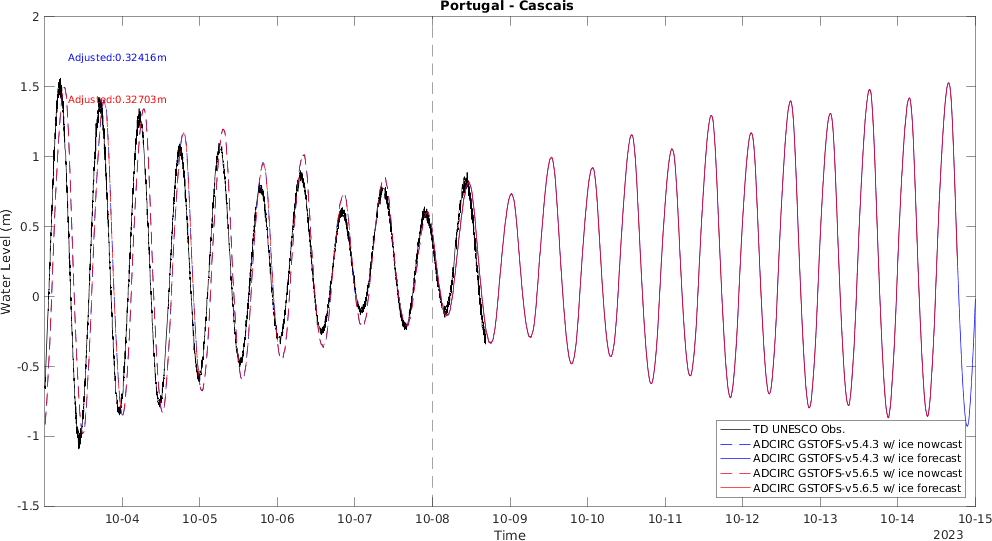 Portugal - Cascais
Adjusted:0.32416m
Adjusted:0.32703m
Water Level (m)
2
1.5
1
0.5
0
-0.5
-1
-1.5
10-04
10-05
10-06
10-07
10-08
10-09
10-10
10-11
10-12
10-13
10-14
10-15
Time
2023
TD UNESCO Obs.
ADCIRC GSTOFS-v5.4.3 w/ ice nowcast
ADCIRC GSTOFS-v5.4.3 w/ ice forecast
ADCIRC GSTOFS-v5.6.5 w/ ice nowcast
ADCIRC GSTOFS-v5.6.5 w/ ice forecast